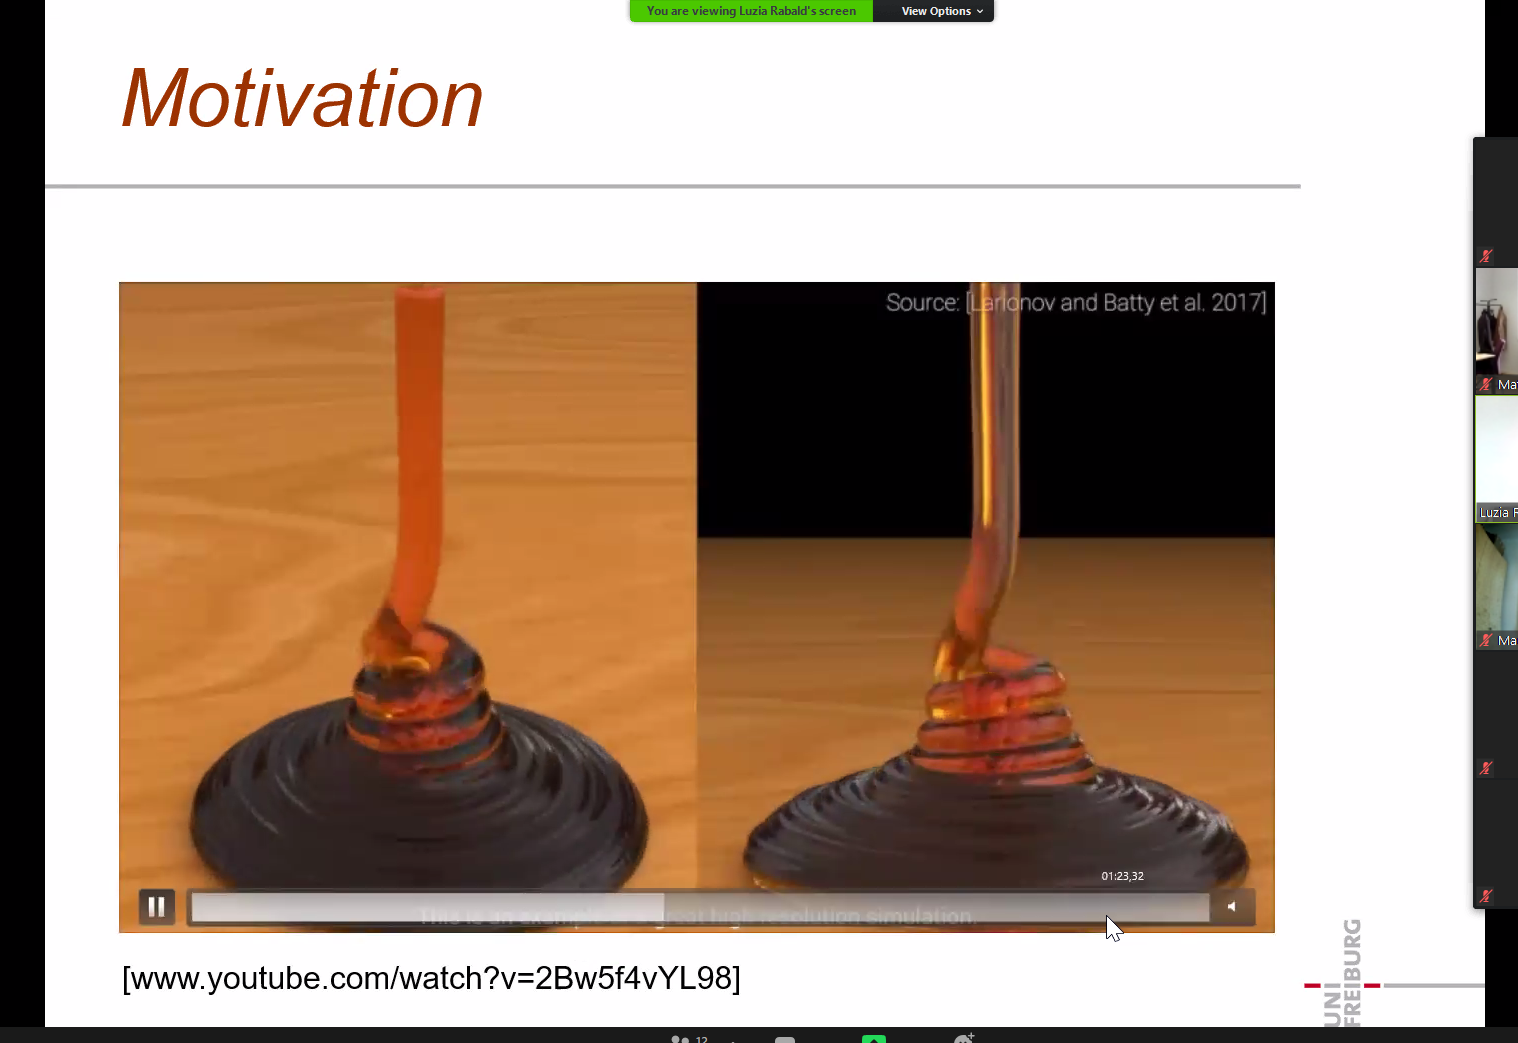 You are viewing Luzia Rabald's screen
View Options
Motivation
Source: [Larionov and Batty et al. 2017]
Ma
Luzia R
Ma
01:23,32
This is an example great high resolution simulation.
[www.youtube.com/watch?v=2Bw5f4vYL98]
UNI
FREIBURG
12